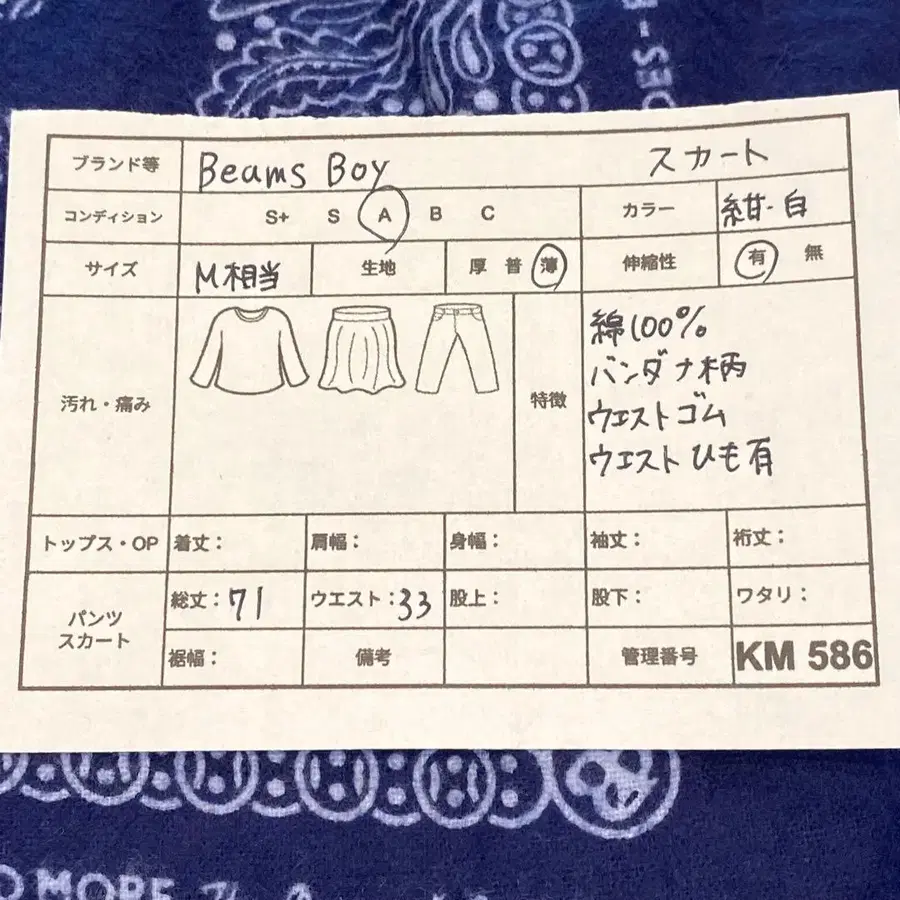 OES-
ブランド等 Beams Boy スカート
コンディション S+ S A B C カラー 紺・白
サイズ M相当 生地 厚 普 薄 伸縮性 有 無
汚れ・痛み 特徴 綿100%
バンダナ柄
ウエストゴム
ウエストひも有
トップス・OP 着丈: 肩幅: 身幅: 袖丈: 裄丈:
パンツ スカート 総丈:71 ウエスト:33 股上: 股下: ワタリ:
裾幅: 備考 管理番号 KM 586
O MORE